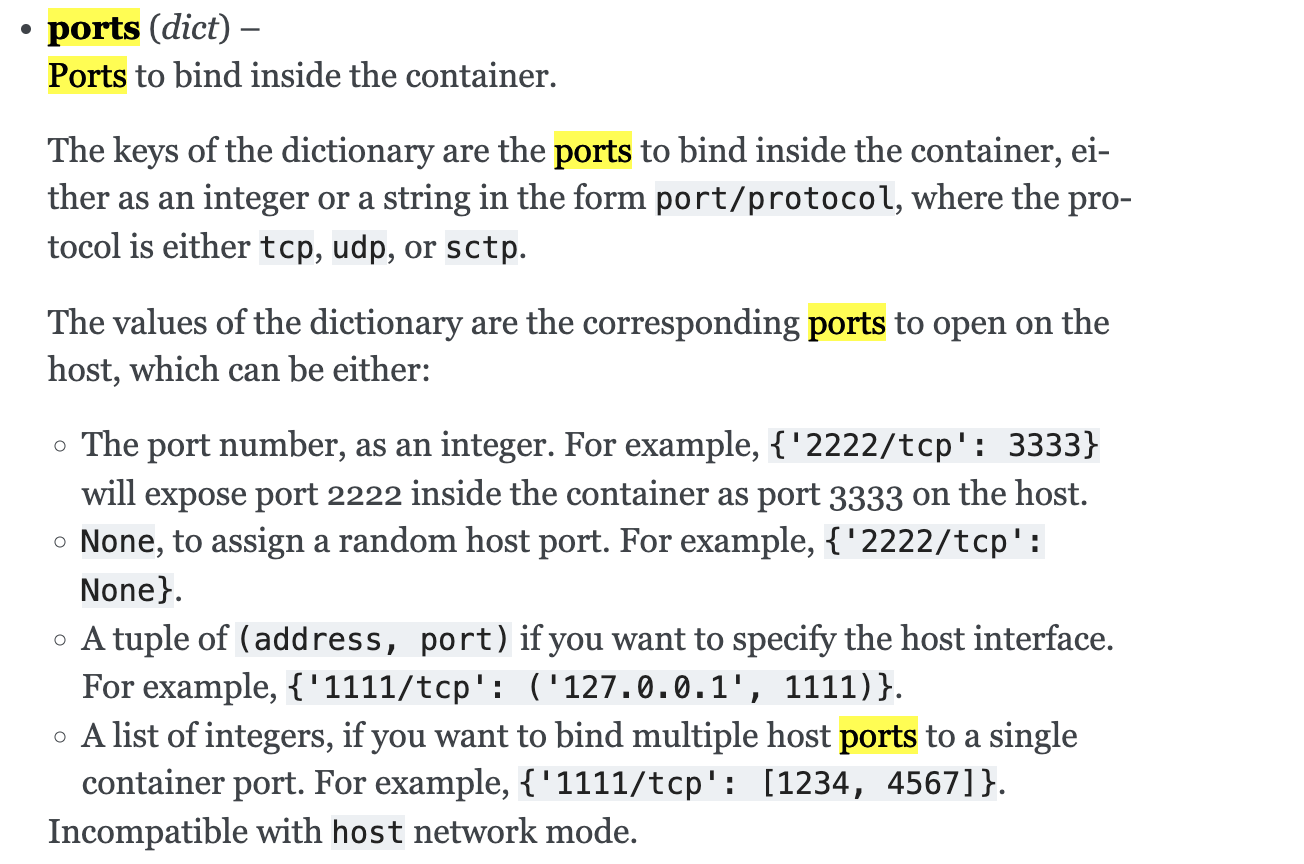 • ports (dict) –
Ports to bind inside the container.
The keys of the dictionary are the ports to bind inside the container, ei-
ther as an integer or a string in the form port/protocol, where the pro-
tocol is either tcp, udp, or sctp.
The values of the dictionary are the corresponding ports to open on the
host, which can be either:
◦ The port number, as an integer. For example, {'2222/tcp': 3333}
will expose port 2222 inside the container as port 3333 on the host.
◦ None, to assign a random host port. For example, {'2222/tcp':
None}.
◦ A tuple of (address, port) if you want to specify the host interface.
For example, {'1111/tcp': ('127.0.0.1', 1111)}.
◦ A list of integers, if you want to bind multiple host ports to a single
container port. For example, {'1111/tcp': [1234, 4567]}.
Incompatible with host network mode.